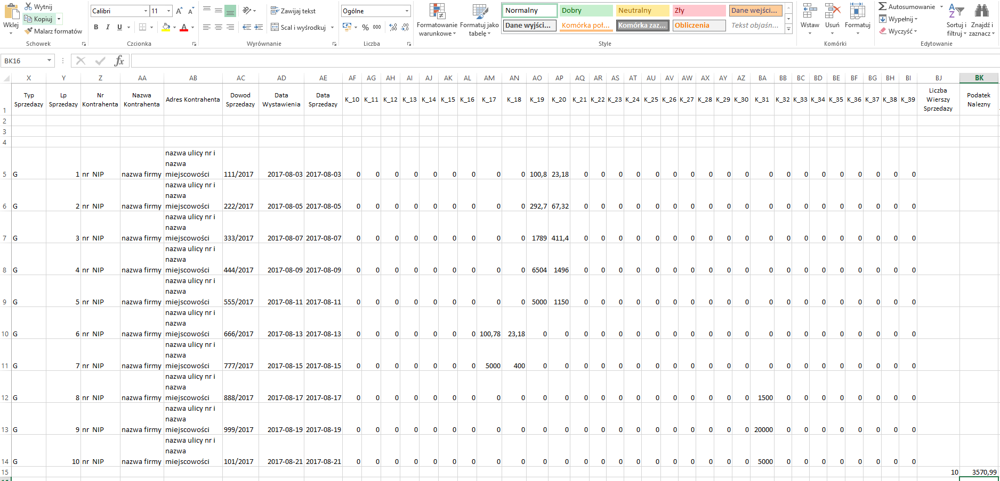 Wklej
Wytnij
Kopiuj
Malarz formatów
Schowek
Calibri 11 A A
B I U A
Czcionka
Zawijaj tekst
Scal i wyśrodkuj
Wyrównanie
Ogólne
% 000 ,00 ,00
Liczba
Formatowanie warunkowe
Formatuj jako tabelę
Normalny Dobry Neutralny Zły Dane wejści...
Dane wyjści... Komórka poł... Komórka zaz... Obliczenia Tekst objaśn...
Style
Wstaw Usuń Formatuj
Komórki
Autosumowanie
Wypełnij
Wyczyść
Sortuj i filtruj
Znajdź i zaznacz
Edytowanie
BK16 fx
X Y Z AA AB AC AD AE AF AG AH AI AJ AK AL AM AN AO AP AQ AR AS AT AU AV AW AX AY AZ BA BB BC BD BE BF BG BH BI BJ BK
1 Typ Sprzedazy Lp Sprzedazy Nr Kontrahenta Nazwa Kontrahenta Adres Kontrahenta Dowod Sprzedazy Data Wystawienia Data Sprzedazy K_10 K_11 K_12 K_13 K_14 K_15 K_16 K_17 K_18 K_19 K_20 K_21 K_22 K_23 K_24 K_25 K_26 K_27 K_28 K_29 K_30 K_31 K_32 K_33 K_34 K_35 K_36 K_37 K_38 K_39 Liczba Wierszy Sprzedazy Podatek Nalezny
2
3
4
5 G 1 nr NIP nazwa firmy nazwa ulicy nr i nazwa miejscowości 111/2017 2017-08-03 2017-08-03 0 0 0 0 0 0 0 0 0 100,8 23,18 0 0 0 0 0 0 0 0 0 0 0 0 0 0 0 0 0 0 0
6 G 2 nr NIP nazwa firmy nazwa ulicy nr i nazwa miejscowości 222/2017 2017-08-05 2017-08-05 0 0 0 0 0 0 0 0 0 292,7 67,32 0 0 0 0 0 0 0 0 0 0 0 0 0 0 0 0 0 0 0
7 G 3 nr NIP nazwa firmy nazwa ulicy nr i nazwa miejscowości 333/2017 2017-08-07 2017-08-07 0 0 0 0 0 0 0 0 0 1789 411,4 0 0 0 0 0 0 0 0 0 0 0 0 0 0 0 0 0 0 0
8 G 4 nr NIP nazwa firmy nazwa ulicy nr i nazwa miejscowości 444/2017 2017-08-09 2017-08-09 0 0 0 0 0 0 0 0 0 6504 1496 0 0 0 0 0 0 0 0 0 0 0 0 0 0 0 0 0 0 0
9 G 5 nr NIP nazwa firmy nazwa ulicy nr i nazwa miejscowości 555/2017 2017-08-11 2017-08-11 0 0 0 0 0 0 0 0 0 5000 1150 0 0 0 0 0 0 0 0 0 0 0 0 0 0 0 0 0 0 0
10 G 6 nr NIP nazwa firmy nazwa ulicy nr i nazwa miejscowości 666/2017 2017-08-13 2017-08-13 0 0 0 0 0 0 0 100,78 23,18 0 0 0 0 0 0 0 0 0 0 0 0 0 0 0 0 0 0 0 0 0
11 G 7 nr NIP nazwa firmy nazwa ulicy nr i nazwa miejscowości 777/2017 2017-08-15 2017-08-15 0 0 0 0 0 0 0 5000 400 0 0 0 0 0 0 0 0 0 0 0 0 0 0 0 0 0 0 0 0 0
12 G 8 nr NIP nazwa firmy nazwa ulicy nr i nazwa miejscowości 888/2017 2017-08-17 2017-08-17 0 0 0 0 0 0 0 0 0 0 0 0 0 0 0 0 0 0 0 0 0 1500 0 0 0 0 0 0 0 0
13 G 9 nr NIP nazwa firmy nazwa ulicy nr i nazwa miejscowości 999/2017 2017-08-19 2017-08-19 0 0 0 0 0 0 0 0 0 0 0 0 0 0 0 0 0 0 0 0 0 20000 0 0 0 0 0 0 0 0
14 G 10 nr NIP nazwa firmy nazwa ulicy nr i nazwa miejscowości 101/2017 2017-08-21 2017-08-21 0 0 0 0 0 0 0 0 0 0 0 0 0 0 0 0 0 0 0 0 0 5000 0 0 0 0 0 0 0 0
15 10 3570,99